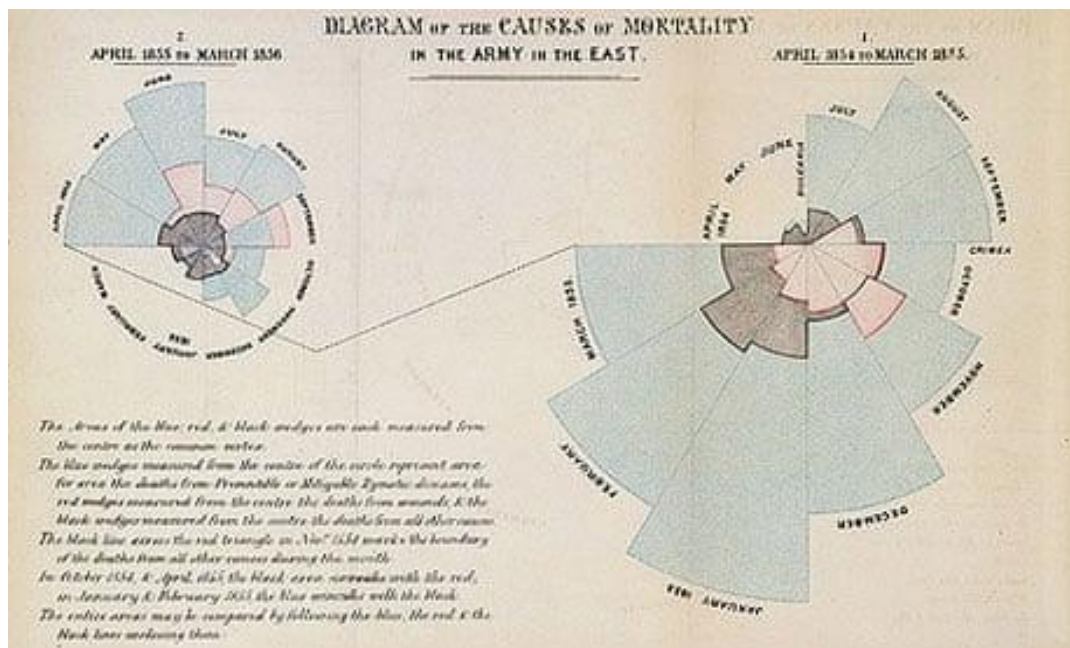 DIAGRAM OF THE CAUSES OF MORTALITY
IN THE ARMY IN THE EAST.
2.
APRIL 1855 TO MARCH 1856
1.
APRIL 1854 TO MARCH 1855.
APRIL 1855
MAY
JUNE
JULY
AUGUST
SEPTEMBER
OCTOBER
NOVEMBER
DECEMBER
JANUARY
1856
FEBRUARY
MARCH
APRIL 1854
MAY
JUNE
BULGARIA
JULY
AUGUST
SEPTEMBER
CRIMEA
OCTOBER
NOVEMBER
DECEMBER
JANUARY 1855
FEBRUARY
MARCH 1855.
The Areas of the blue, red, & black wedges are each measured from
the centre as the common vertex.
The blue wedges measured from the centre of the circle represent area
for area the deaths from Preventible or Mitigable Zymotic diseases, the
red wedges measured from the centre the deaths from wounds, & the
black wedges measured from the centre the deaths from all other causes.
The black line across the red triangle in Novr. 1854 marks the boundary
of the deaths from all other causes during the month.
In October 1854, & April 1855, the black area coincides with the red,
in January & February 1855, the blue coincides with the black.
The entire areas may be compared by following the blue, the red & the
black lines enclosing them.